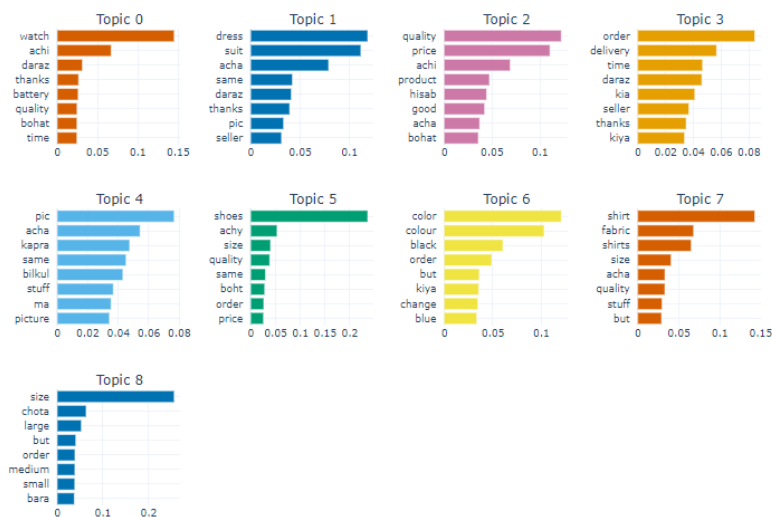 Topic 0
watch
achi
daraz
thanks
battery
quality
bohat
time
0 0.05 0.1 0.15
Topic 1
dress
suit
acha
same
daraz
thanks
pic
seller
0 0.05 0.1
Topic 2
quality
price
achi
product
hisab
good
acha
bohat
0 0.05 0.1
Topic 3
order
delivery
time
daraz
kia
seller
thanks
kiya
0 0.02 0.04 0.06 0.08
Topic 4
pic
acha
kapra
same
bilkul
stuff
ma
picture
0 0.02 0.04 0.06 0.08
Topic 5
shoes
achy
size
quality
same
boht
order
price
0 0.05 0.1 0.15 0.2
Topic 6
color
colour
black
order
but
kiya
change
blue
0 0.05 0.1
Topic 7
shirt
fabric
shirts
size
acha
quality
stuff
but
0 0.05 0.1 0.15
Topic 8
size
chota
large
but
order
medium
small
bara
0 0.1 0.2